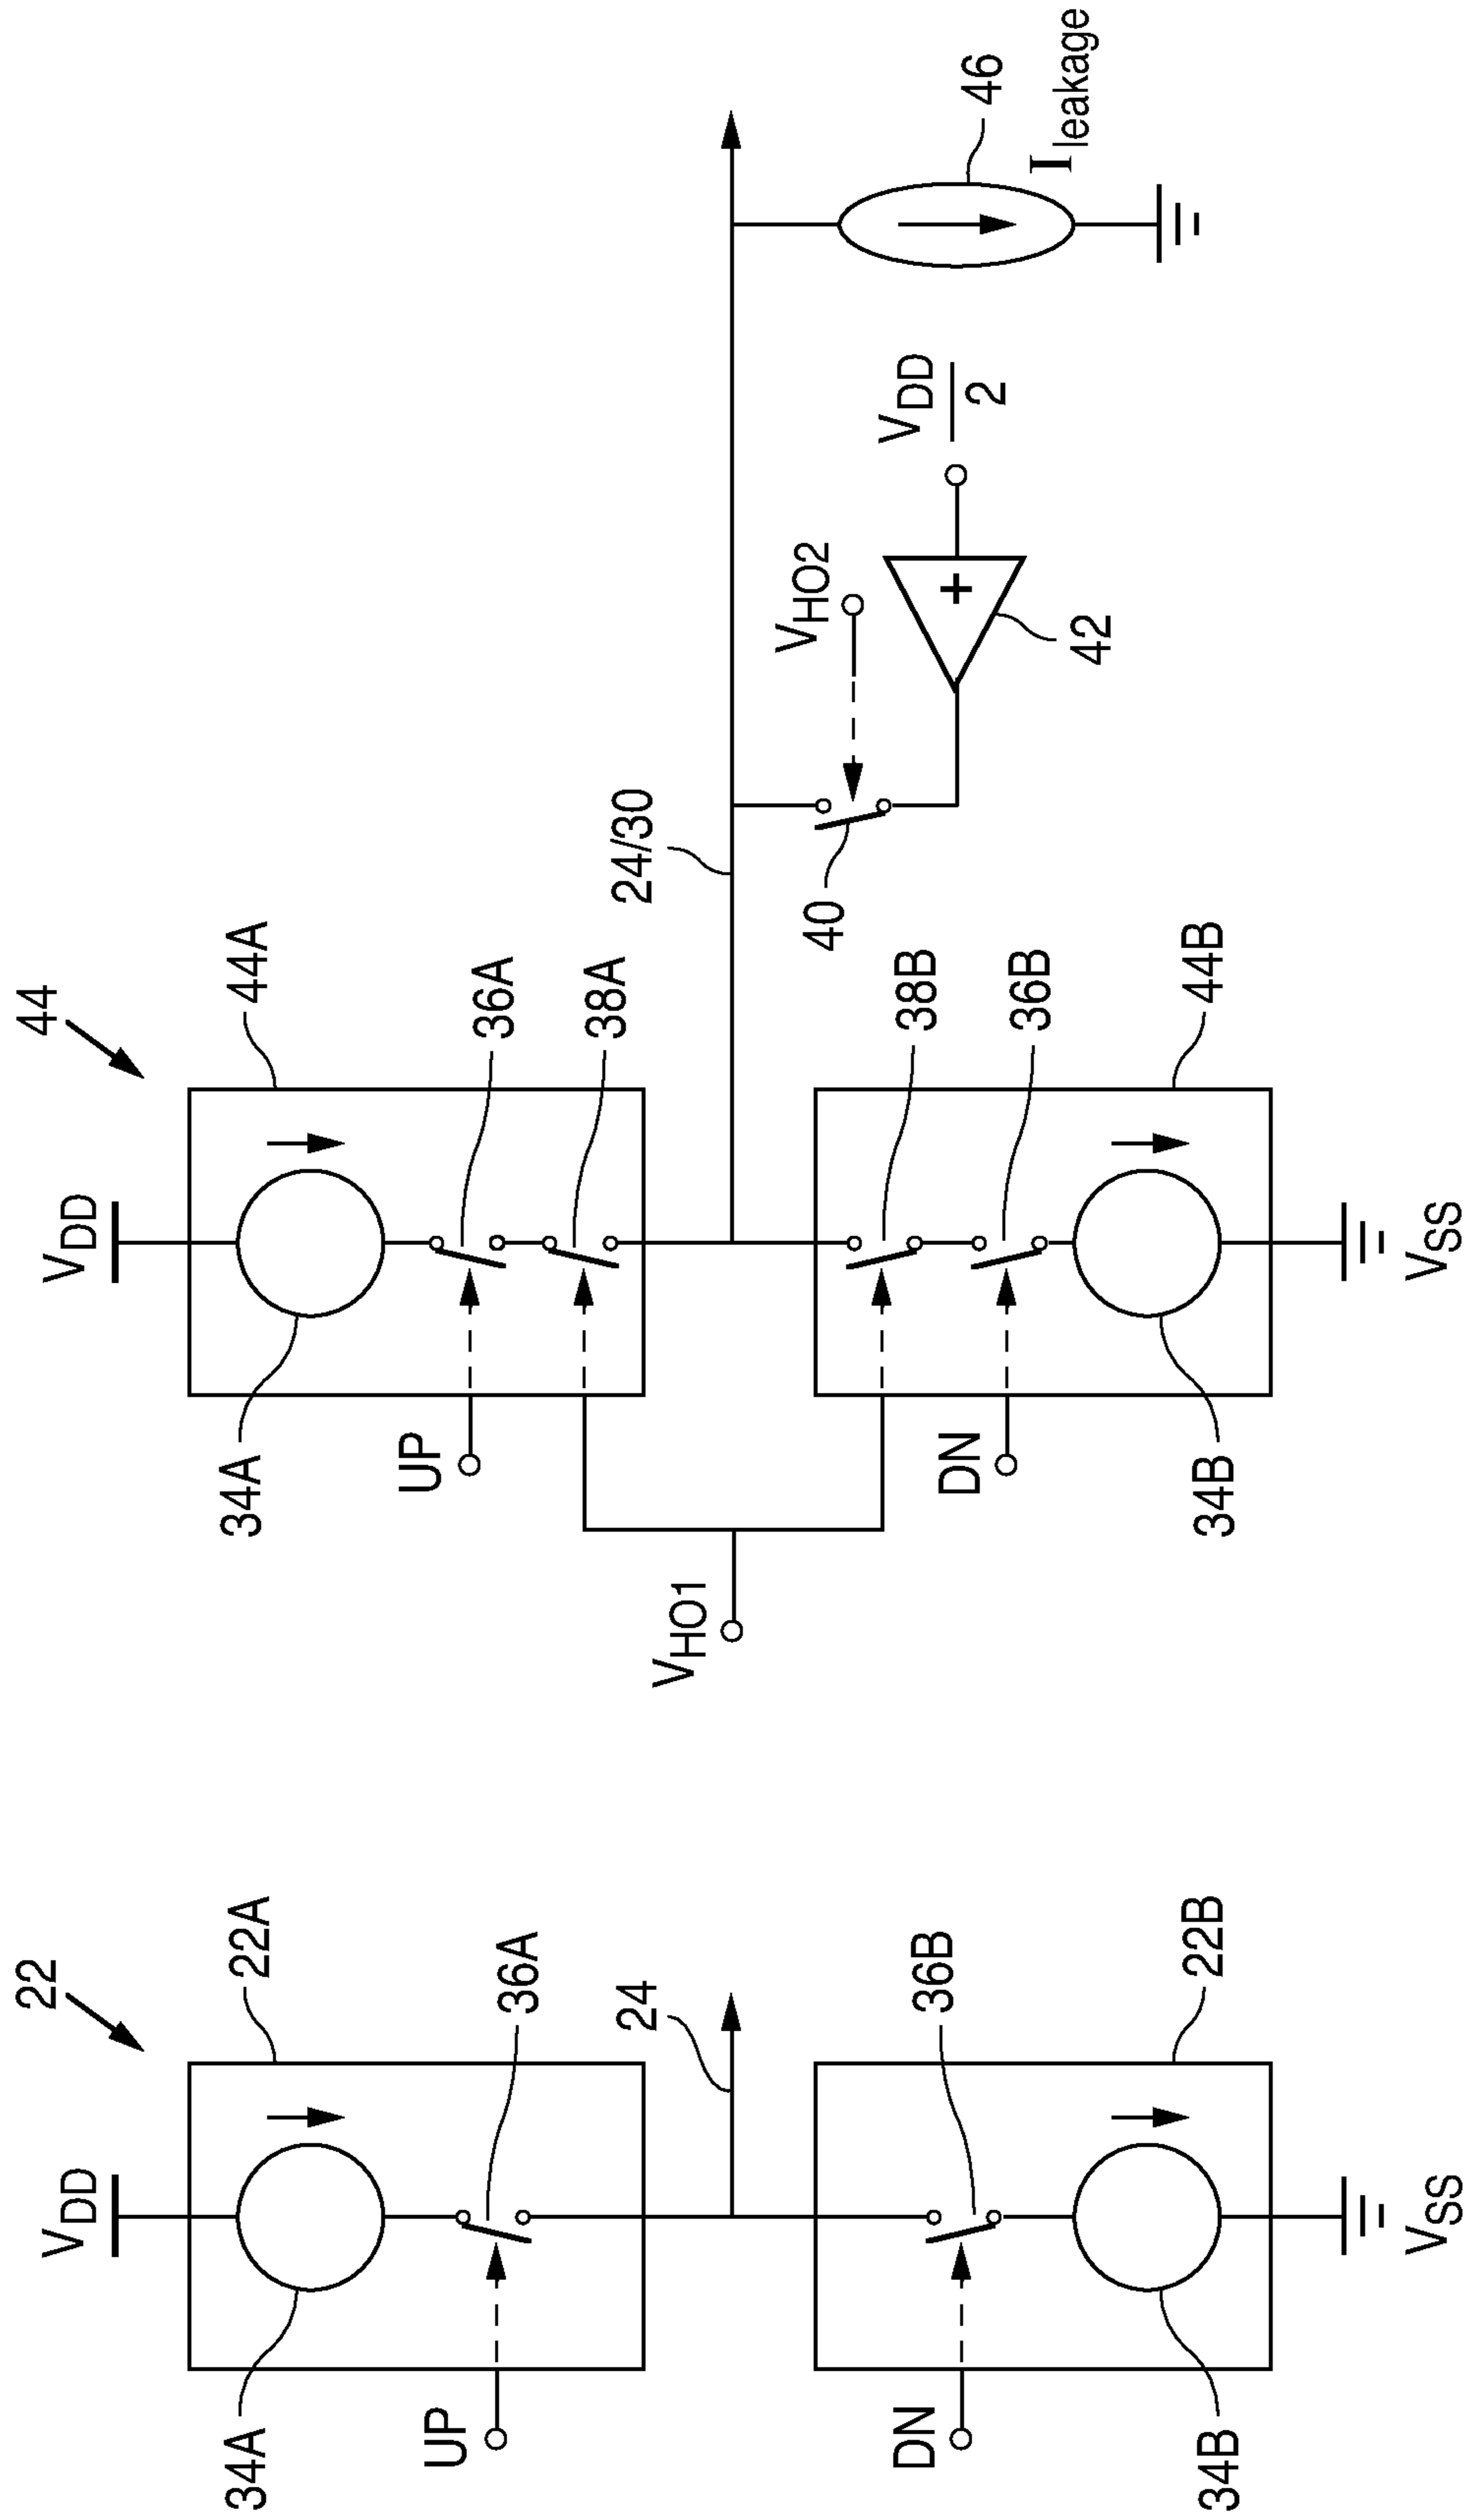 22
V_DD
22A
34A
UP
36A
24
DN
36B
34B
22B
V_SS
44
V_DD
44A
34A
UP
36A
38A
V_HO1
24/30
38B
DN
36B
34B
44B
V_SS
40
V_HO2
+
42
V_DD
2
46
I_leakage